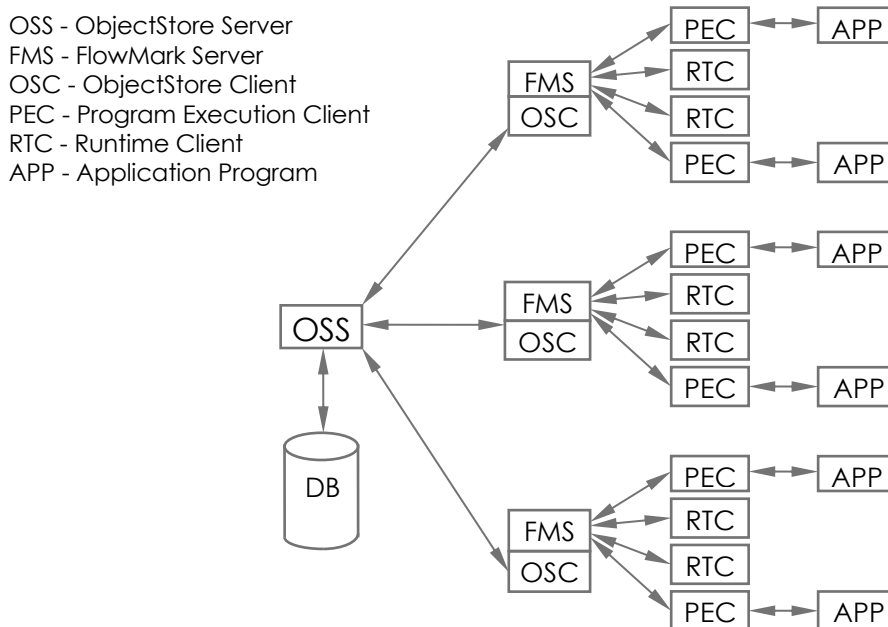 OSS - ObjectStore Server
FMS - FlowMark Server
OSC - ObjectStore Client
PEC - Program Execution Client
RTC - Runtime Client
APP - Application Program
PEC
APP
FMS
RTC
OSC
RTC
PEC
APP
PEC
APP
FMS
RTC
OSS
OSC
RTC
PEC
APP
DB
PEC
APP
FMS
RTC
OSC
RTC
PEC
APP